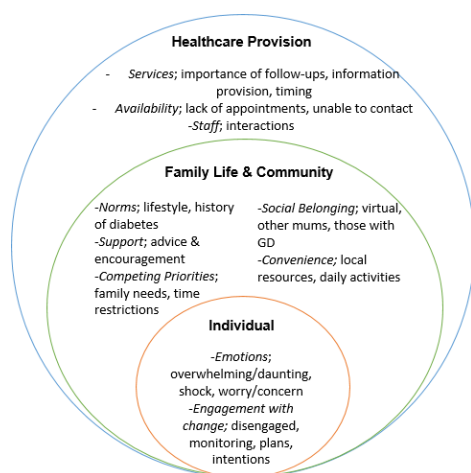 Healthcare Provision
- Services; importance of follow-ups, information
provision, timing
- Availability; lack of appointments, unable to contact
-Staff; interactions
Family Life & Community
-Norms; lifestyle, history
of diabetes
-Support; advice &
encouragement
-Competing Priorities;
family needs, time
restrictions
-Social Belonging; virtual,
other mums, those with
GD
-Convenience; local
resources, daily activities
Individual
-Emotions;
overwhelming/daunting,
shock, worry/concern
-Engagement with
change; disengaged,
monitoring, plans,
intentions